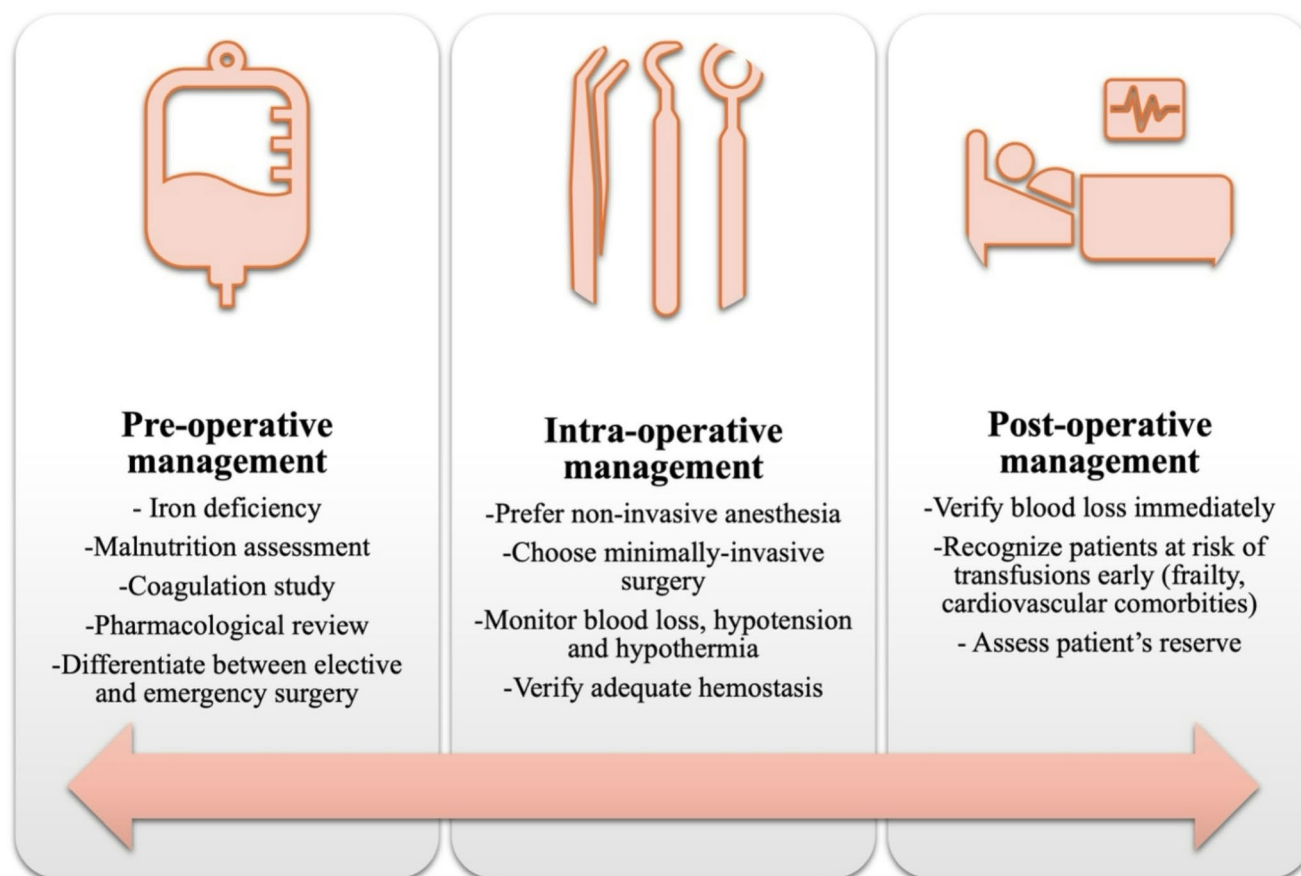 Pre-operative
management
- Iron deficiency
-Malnutrition assessment
-Coagulation study
-Pharmacological review
-Differentiate between elective
and emergency surgery
Intra-operative
management
-Prefer non-invasive anesthesia
-Choose minimally-invasive
surgery
-Monitor blood loss, hypotension
and hypothermia
-Verify adequate hemostasis
Post-operative
management
-Verify blood loss immediately
-Recognize patients at risk of
transfusions early (frailty,
cardiovascular comorbities)
- Assess patient’s reserve